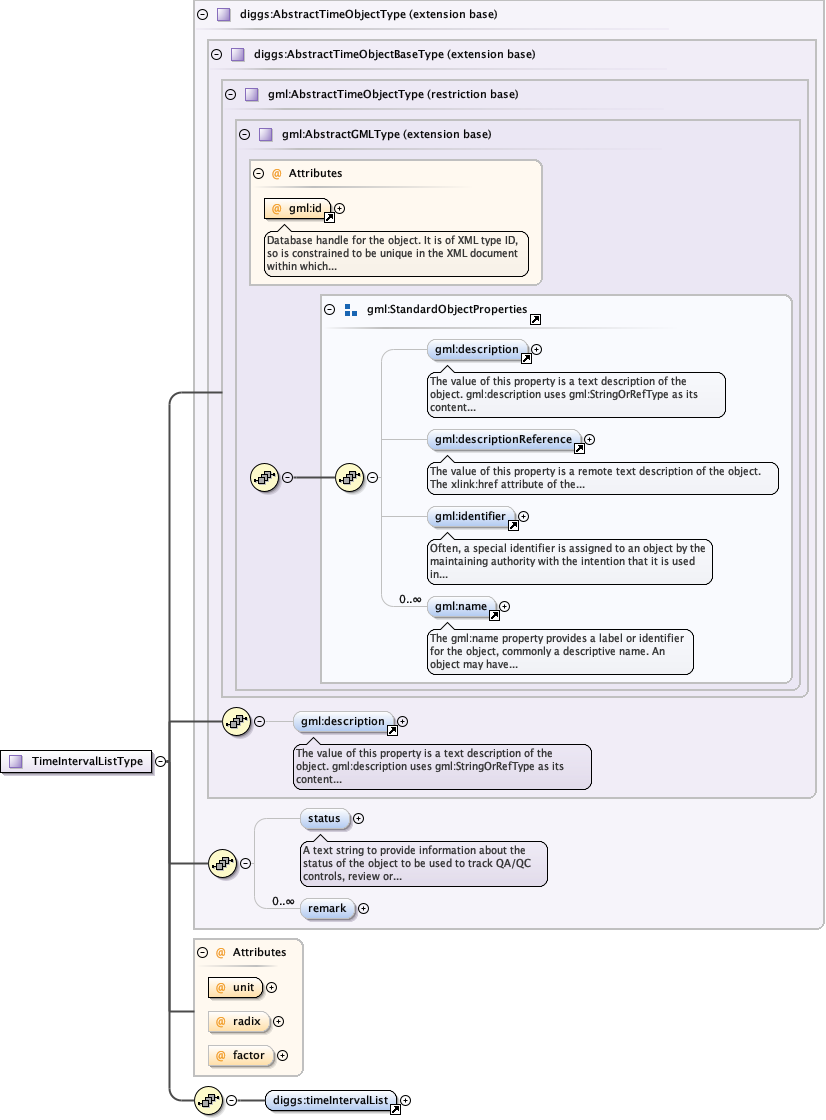 diggs:AbstractTimeObjectType (extension base)
diggs:AbstractTimeObjectBaseType (extension base)
gml:AbstractTimeObjectType (restriction base)
gml:AbstractGMLType (extension base)
@ Attributes
@ gml:id
Database handle for the object. It is of XML type ID,
so is constrained to be unique in the XML document
within which...
gml:StandardObjectProperties
gml:description
The value of this property is a text description of the
object. gml:description uses gml:StringOrRefType as its
content...
gml:descriptionReference
The value of this property is a remote text description of the object.
The xlink:href attribute of the...
gml:identifier
Often, a special identifier is assigned to an object by the
maintaining authority with the intention that it is used
in...
0..∞
gml:name
The gml:name property provides a label or identifier
for the object, commonly a descriptive name. An
object may have...
gml:description
The value of this property is a text description of the
object. gml:description uses gml:StringOrRefType as its
content...
TimeIntervalListType
status
A text string to provide information about the
status of the object to be used to track QA/QC
controls, review or...
0..∞
remark
@ Attributes
@ unit
@ radix
@ factor
diggs:timeIntervalList